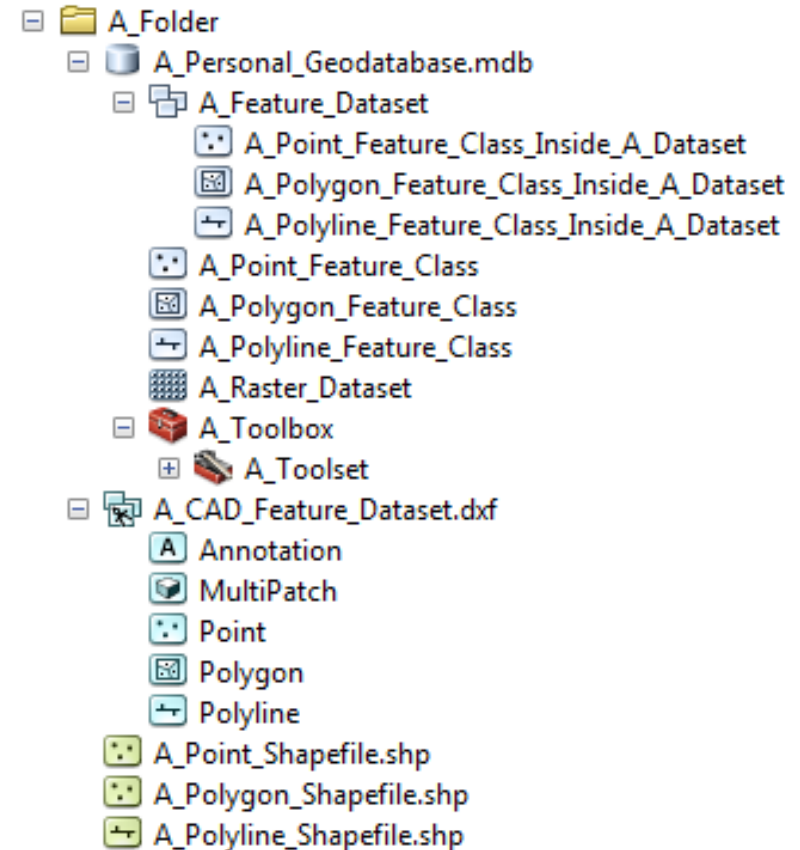 A_Folder
A_Personal_Geodatabase.mdb
A_Feature_Dataset
A_Point_Feature_Class_Inside_A_Dataset
A_Polygon_Feature_Class_Inside_A_Dataset
A_Polyline_Feature_Class_Inside_A_Dataset
A_Point_Feature_Class
A_Polygon_Feature_Class
A_Polyline_Feature_Class
A_Raster_Dataset
A_Toolbox
A_Toolset
A_CAD_Feature_Dataset.dxf
A Annotation
MultiPatch
Point
Polygon
Polyline
A_Point_Shapefile.shp
A_Polygon_Shapefile.shp
A_Polyline_Shapefile.shp